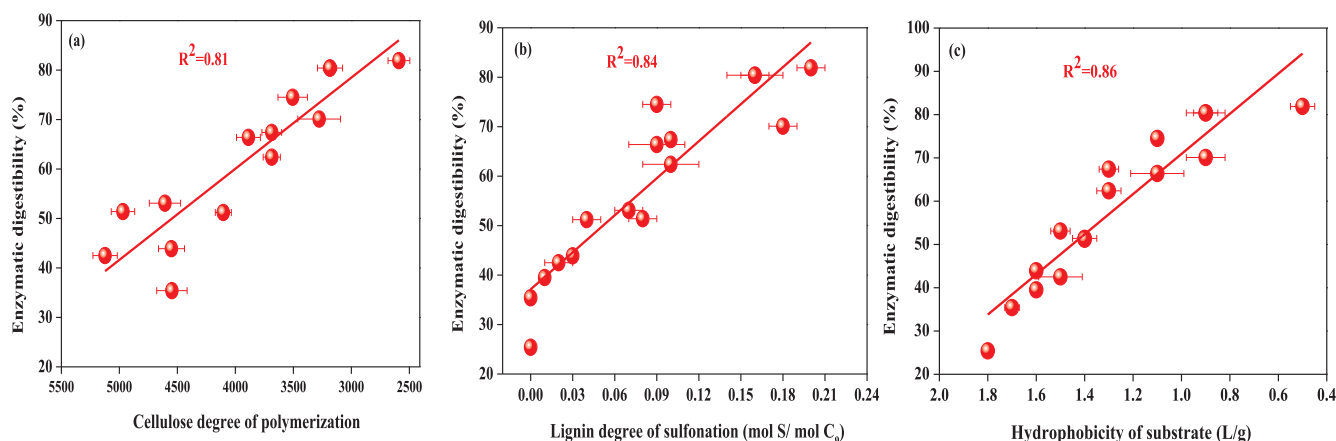 (a)
R²=0.81
Enzymatic digestibility (%)
90
80
70
60
50
40
30
20
5500 5000 4500 4000 3500 3000 2500
Cellulose degree of polymerization
(b)
R²=0.84
Enzymatic digestibility (%)
90
80
70
60
50
40
30
20
0.00 0.03 0.06 0.09 0.12 0.15 0.18 0.21 0.24
Lignin degree of sulfonation (mol S/ mol C₉)
(c)
R²=0.86
Enzymatic digestibility (%)
100
90
80
70
60
50
40
30
20
2.0 1.8 1.6 1.4 1.2 1.0 0.8 0.6 0.4
Hydrophobicity of substrate (L/g)